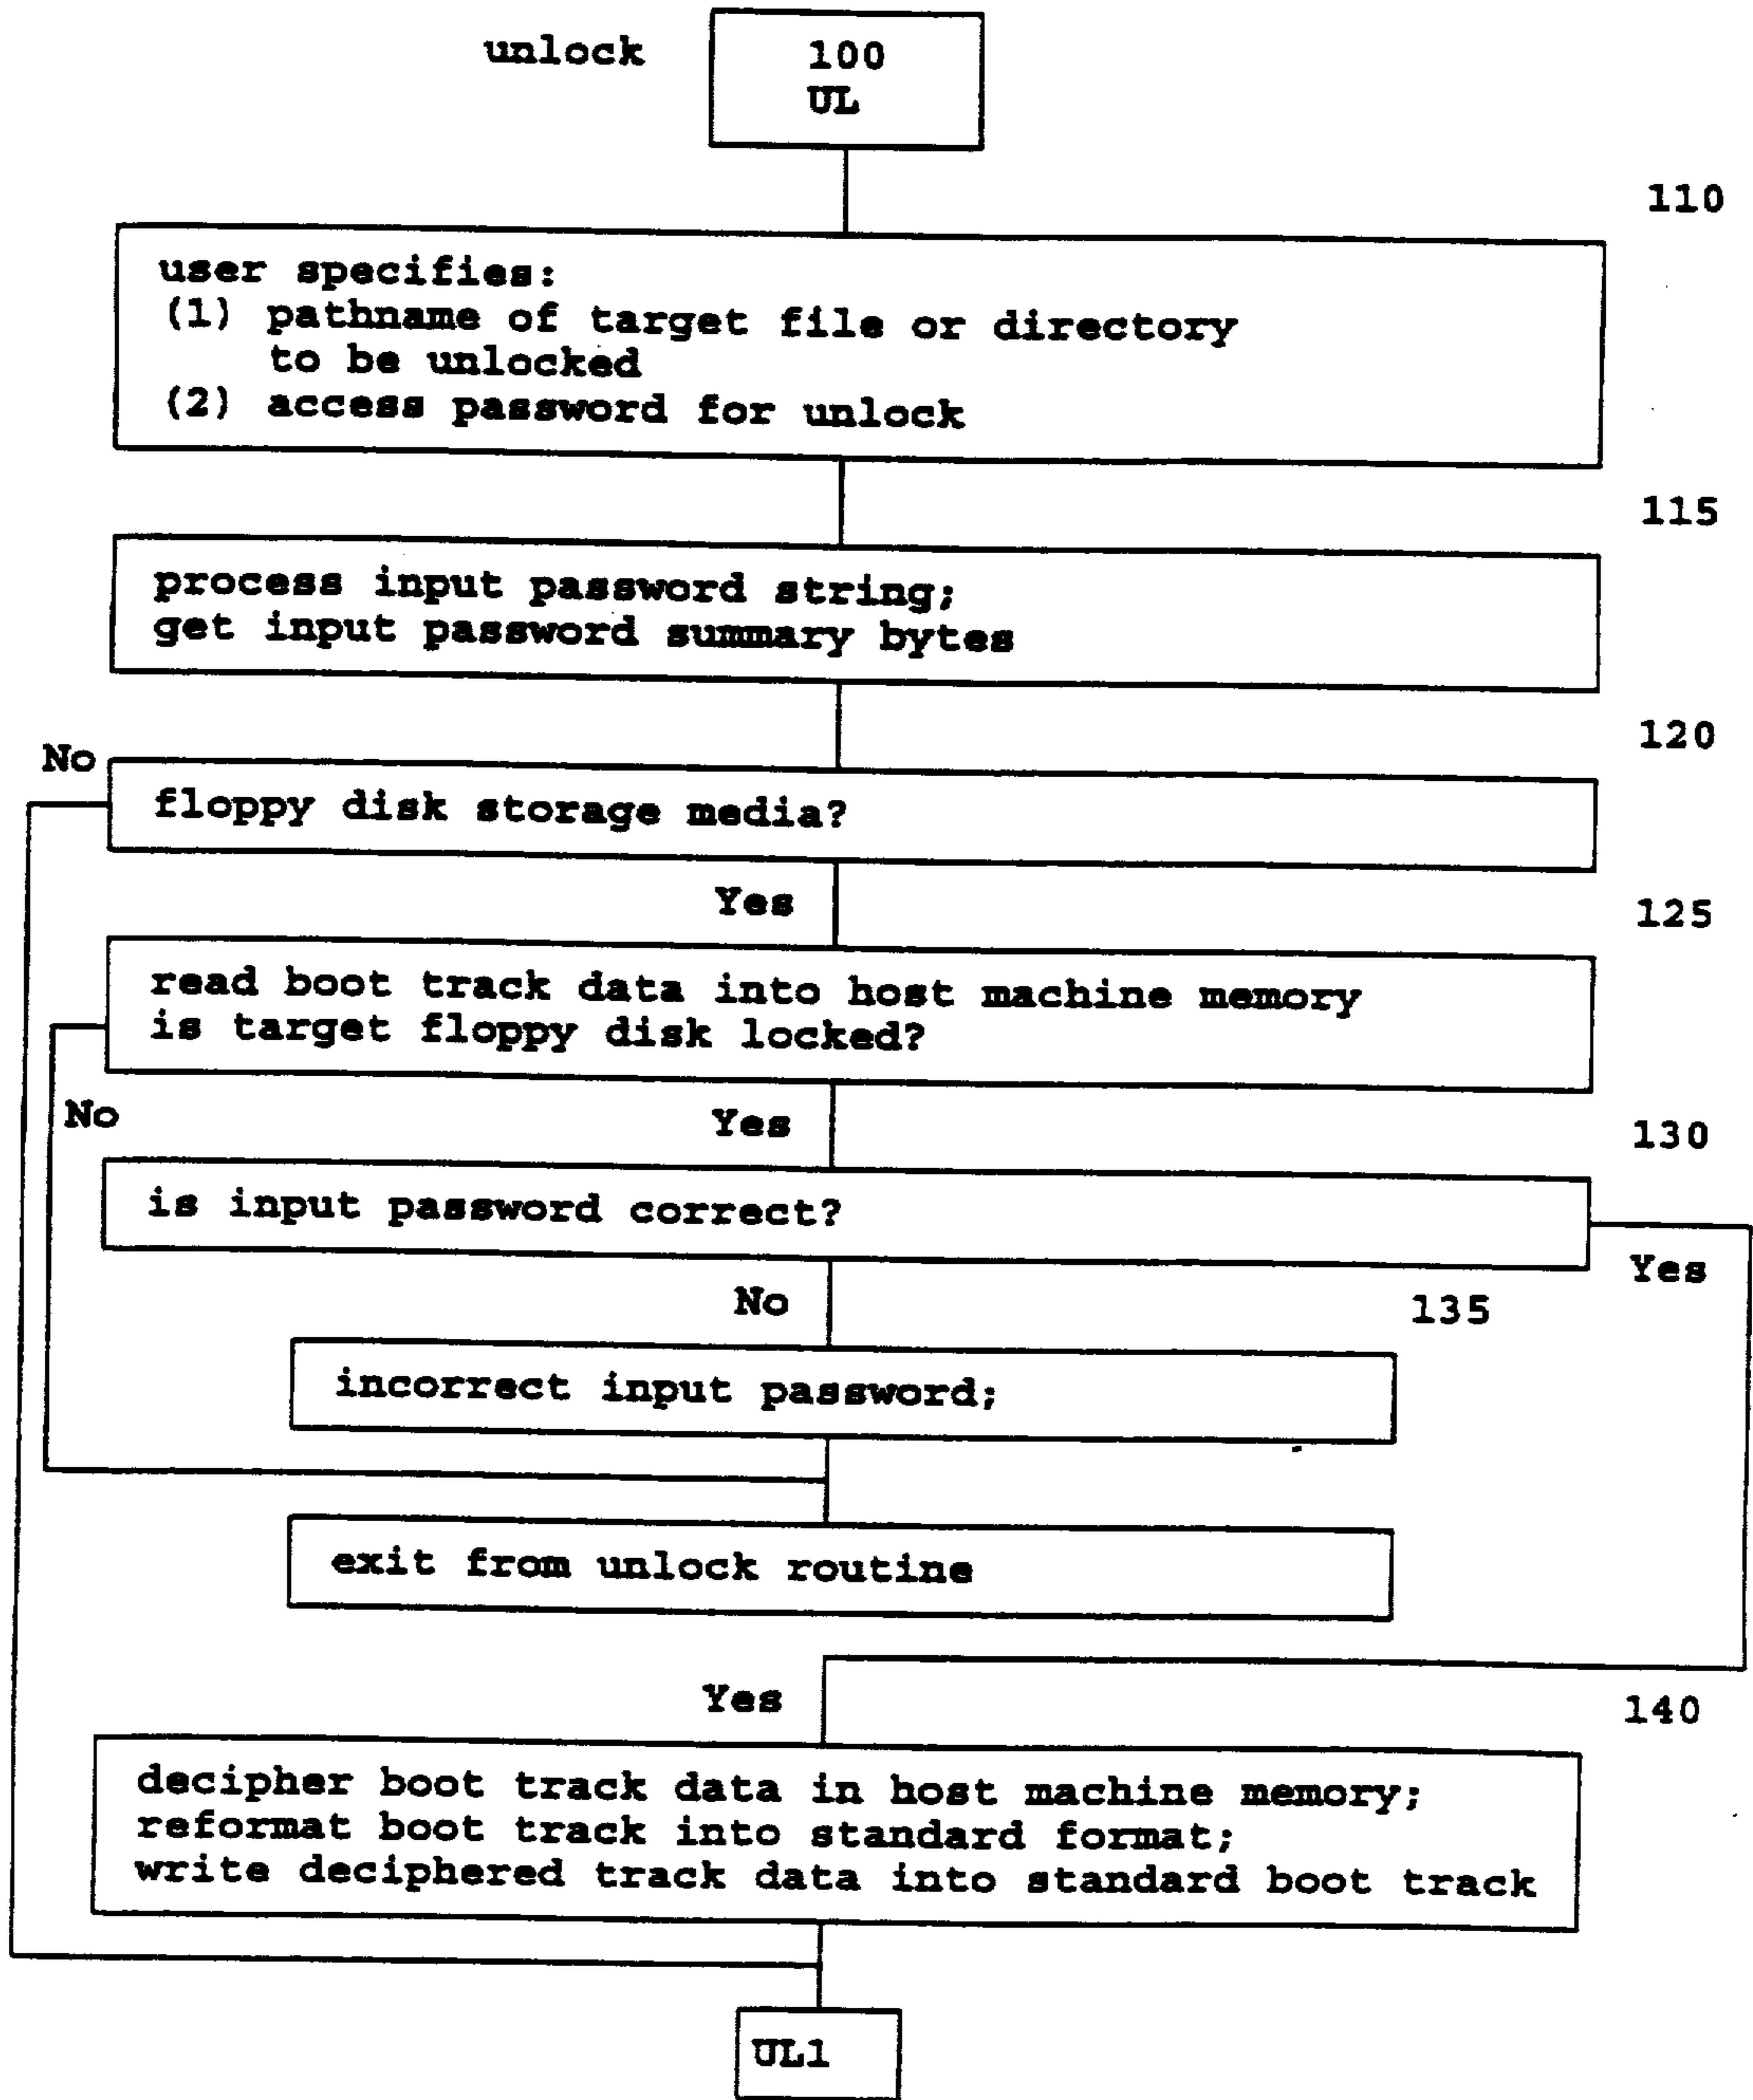 unlock
100
UL
110
user specifies:
(1) pathname of target file or directory
to be unlocked
(2) access password for unlock
115
process input password string;
get input password summary bytes
120
No
floppy disk storage media?
Yes
125
read boot track data into host machine memory
is target floppy disk locked?
No
Yes
130
is input password correct?
Yes
No
135
incorrect input password;
exit from unlock routine
Yes
140
decipher boot track data in host machine memory;
reformat boot track into standard format;
write deciphered track data into standard boot track
UL1